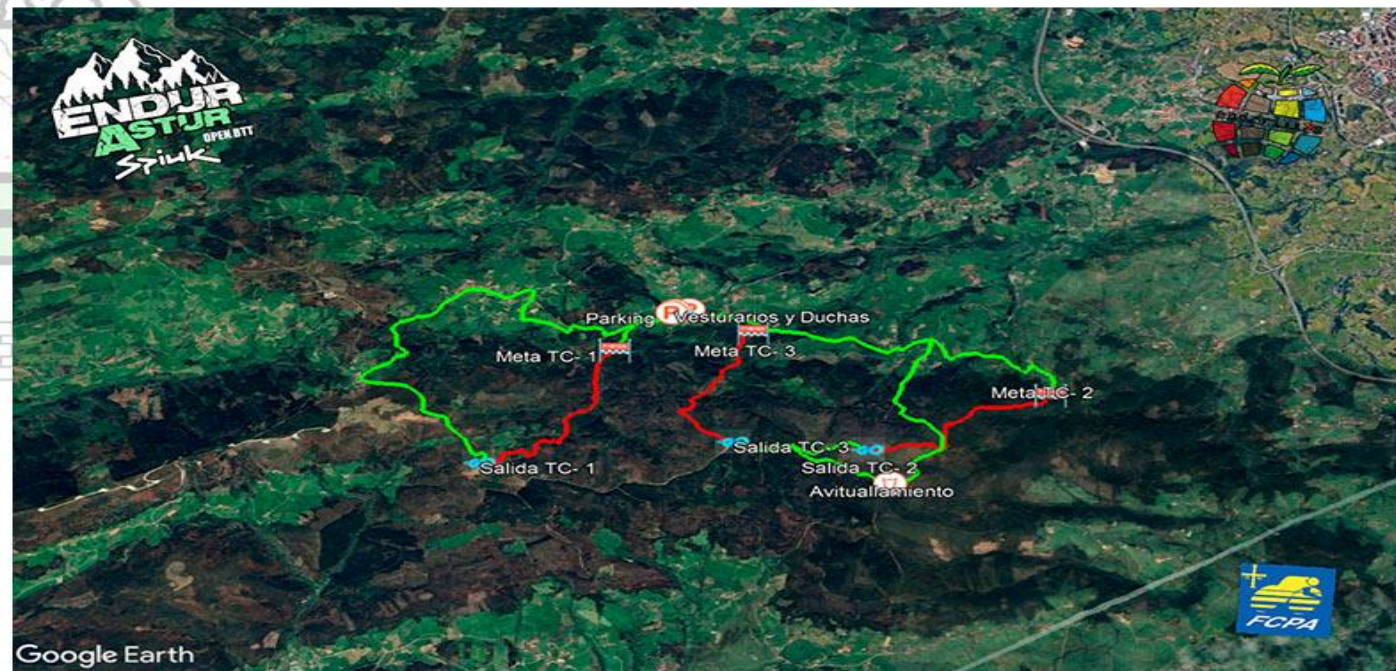 ENDUR
ASTUR
OPEN BTT
Spiuk
Parking
Vesturarios y Duchas
Meta TC- 1
Meta TC- 3
Meta TC- 2
Salida TC- 1
Salida TC- 3
Salida TC- 2
Avituallamiento
FCPA
Google Earth